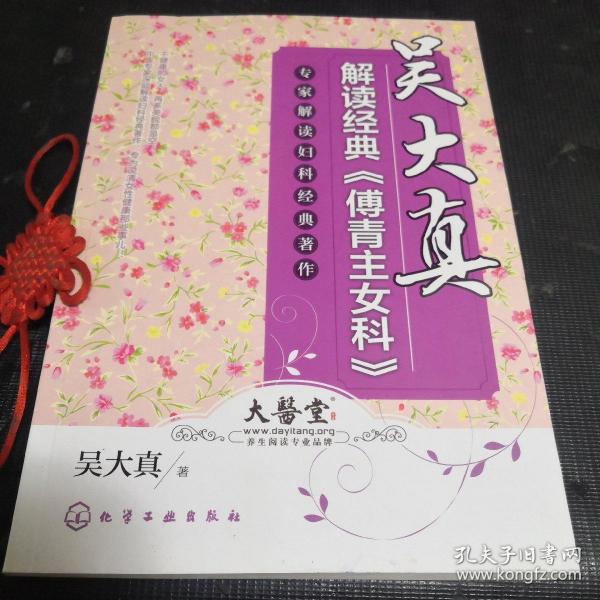 吴大真
解读经典《傅青主女科》
专家解读妇科经典著作
大醫堂
www.dayitang.org
养生阅读专业品牌
吴大真 著
化学工业出版社
孔夫子旧书网
www.kongfz.com